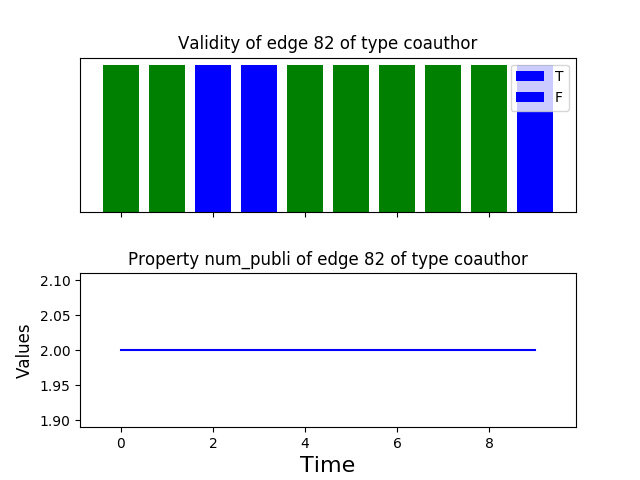 Validity of edge 82 of type coauthor
T
F
Property num_publi of edge 82 of type coauthor
Values
2.10
2.05
2.00
1.95
1.90
0 2 4 6 8
Time